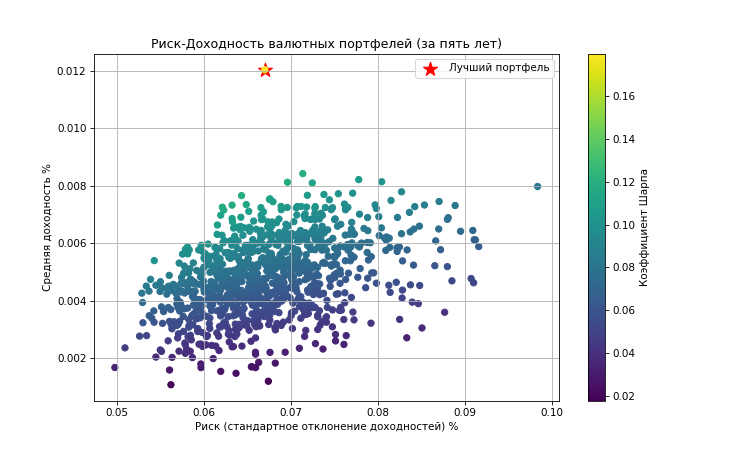 Риск-Доходность валютных портфелей (за пять лет)
Лучший портфель
Средняя доходность %
0.012
0.010
0.008
0.006
0.004
0.002
0.05 0.06 0.07 0.08 0.09 0.10
Риск (стандартное отклонение доходностей) %
0.16
0.14
0.12
0.10
0.08
0.06
0.04
0.02
Коэффициент Шарпа